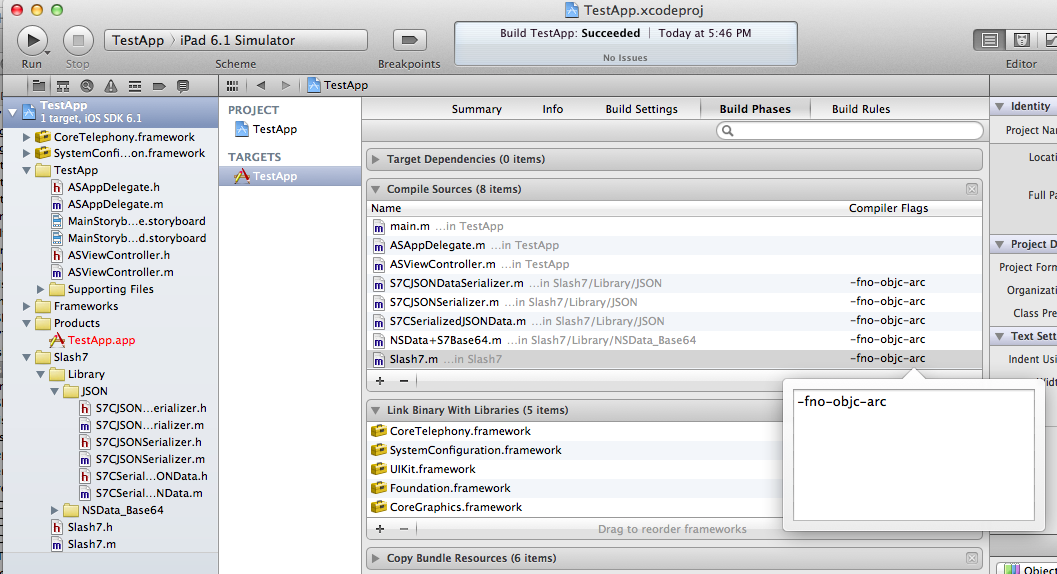 TestApp.xcodeproj
TestApp iPad 6.1 Simulator
Build TestApp: Succeeded | Today at 5:46 PM
No Issues
Run Stop Scheme Breakpoints Editor
TestApp
TestApp
1 target, iOS SDK 6.1
CoreTelephony.framework
SystemConfi...on.framework
TestApp
ASAppDelegate.h
ASAppDelegate.m
MainStoryb...e.storyboard
MainStoryb...d.storyboard
ASViewController.h
ASViewController.m
Supporting Files
Frameworks
Products
TestApp.app
Slash7
Library
JSON
S7CJSON...erializer.h
S7CJSON...rializer.m
S7CJSONSerializer.h
S7CJSONSerializer.m
S7CSerial...ONData.h
S7CSerial...NData.m
NSData_Base64
Slash7.h
Slash7.m
PROJECT
TestApp
TARGETS
TestApp
Summary Info Build Settings Build Phases Build Rules
Target Dependencies (0 items)
Compile Sources (8 items)
Name Compiler Flags
main.m ...in TestApp
ASAppDelegate.m ...in TestApp
ASViewController.m ...in TestApp
S7CJSONDataSerializer.m ...in Slash7/Library/JSON -fno-objc-arc
S7CJSONSerializer.m ...in Slash7/Library/JSON -fno-objc-arc
S7CSerializedJSONData.m ...in Slash7/Library/JSON -fno-objc-arc
NSData+S7Base64.m ...in Slash7/Library/NSData_Base64 -fno-objc-arc
Slash7.m ...in Slash7 -fno-objc-arc
-fno-objc-arc
Link Binary With Libraries (5 items)
CoreTelephony.framework
SystemConfiguration.framework
UIKit.framework
Foundation.framework
CoreGraphics.framework
Drag to reorder frameworks
Copy Bundle Resources (6 items)
Identity
Project Na
Locati
Full Pa
Project D
Project Form
Organizatio
Class Pre
Text Sett
Indent Usi
Widt
Object